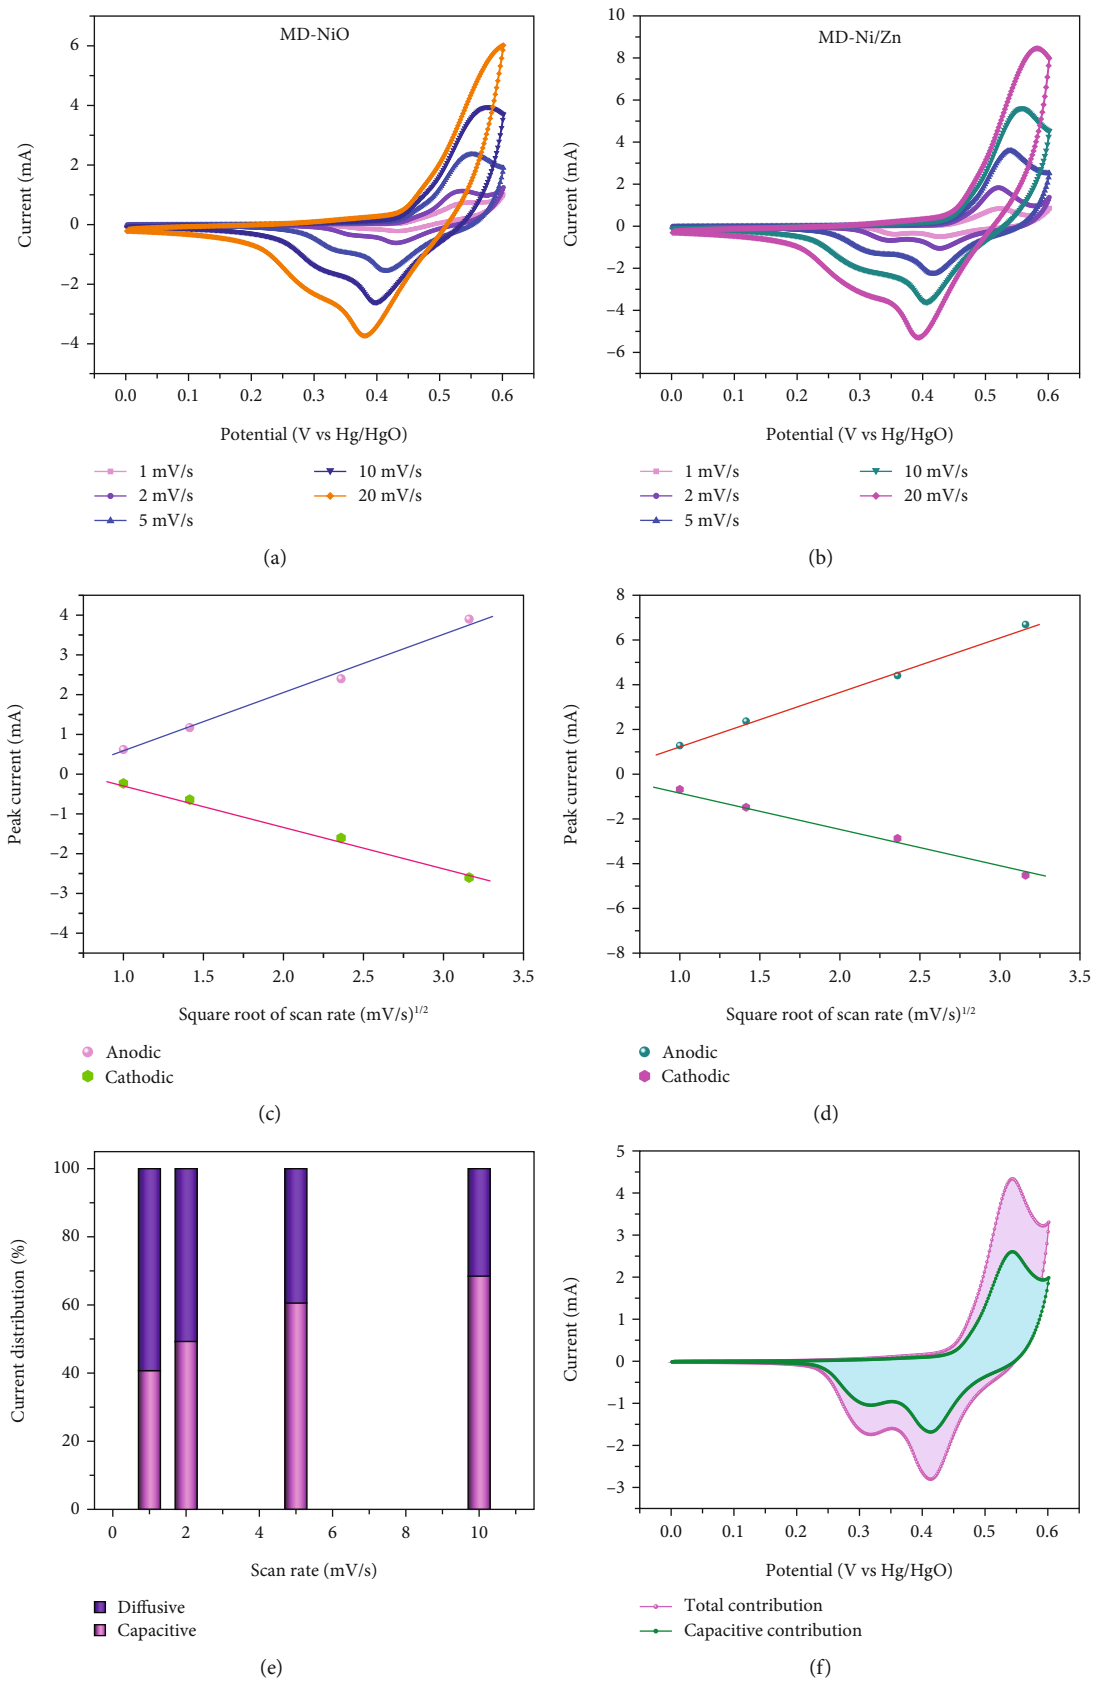 MD-NiO
6
4
2
0
−2
−4
Current (mA)
0.0 0.1 0.2 0.3 0.4 0.5 0.6
Potential (V vs Hg/HgO)
1 mV/s
2 mV/s
5 mV/s
10 mV/s
20 mV/s
(a)
MD-Ni/Zn
10
8
6
4
2
0
−2
−4
−6
Current (mA)
0.0 0.1 0.2 0.3 0.4 0.5 0.6
Potential (V vs Hg/HgO)
1 mV/s
2 mV/s
5 mV/s
10 mV/s
20 mV/s
(b)
4
3
2
1
0
−1
−2
−3
−4
Peak current (mA)
1.0 1.5 2.0 2.5 3.0 3.5
Square root of scan rate (mV/s)¹/²
Anodic
Cathodic
(c)
8
6
4
2
0
−2
−4
−6
−8
Peak current (mA)
1.0 1.5 2.0 2.5 3.0 3.5
Square root of scan rate (mV/s)¹/²
Anodic
Cathodic
(d)
100
80
60
40
20
0
Current distribution (%)
0 2 4 6 8 10
Scan rate (mV/s)
Diffusive
Capacitive
(e)
5
4
3
2
1
0
−1
−2
−3
Current (mA)
0.0 0.1 0.2 0.3 0.4 0.5 0.6
Potential (V vs Hg/HgO)
Total contribution
Capacitive contribution
(f)